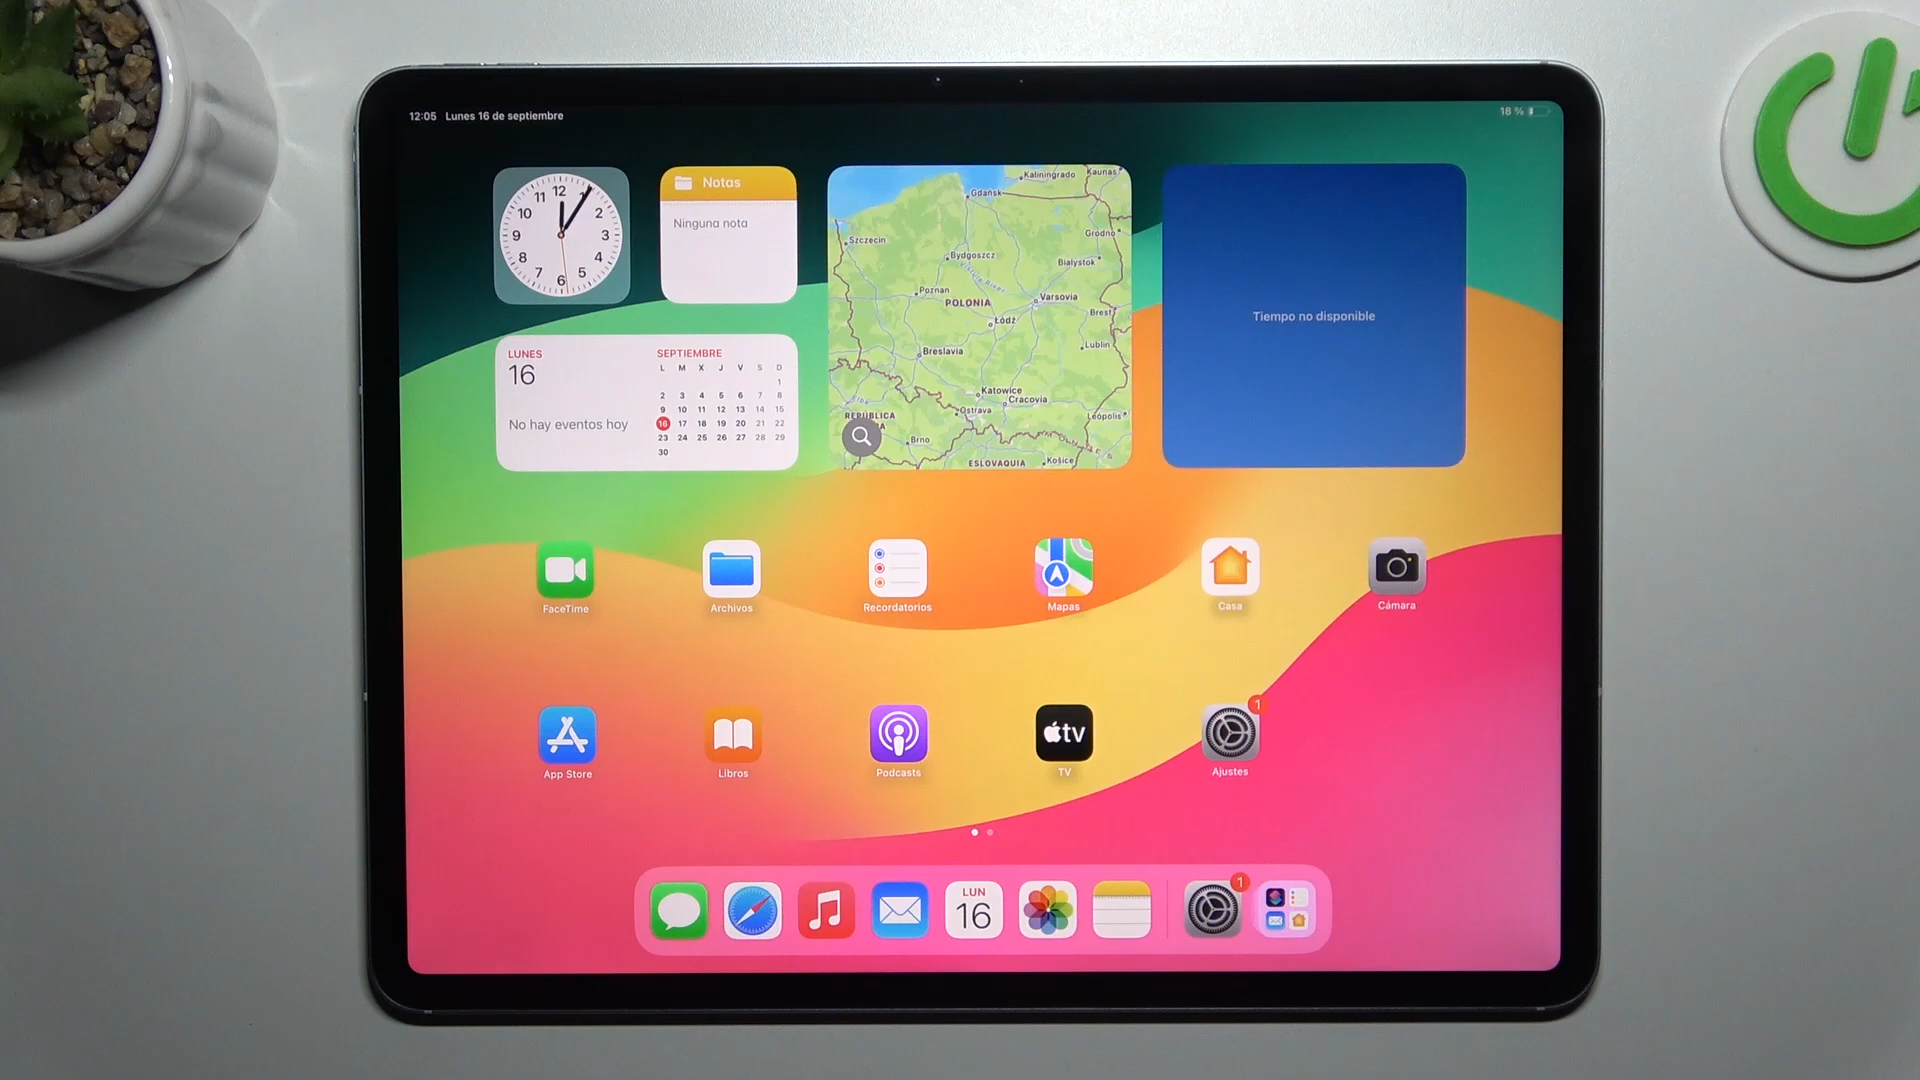 12:05 Lunes 16 de septiembre
18 %
12
11
1
10
2
9
3
8
4
7
5
6
Notas
Ninguna nota
LUNES
16
No hay eventos hoy
SEPTIEMBRE
L M X J V S D
1
2 3 4 5 6 7 8
9 10 11 12 13 14 15
16 17 18 19 20 21 22
23 24 25 26 27 28 29
30
Kaliningrado
Kaunas
Gdansk
Grodno
Szczecin
Bydgoszcz
Bialystok
Vistula River
Poznan
POLONIA
Varsovia
Łódź
Brest
Breslavia
Lublin
Katowice
Cracovia
Ostrava
Leópolis
REPÚBLICA
Brno
ESLOVAQUIA
Košice
Tiempo no disponible
FaceTime
Archivos
Recordatorios
Mapas
Casa
Cámara
tv
1
App Store
Libros
Podcasts
TV
Ajustes
LUN
16
1